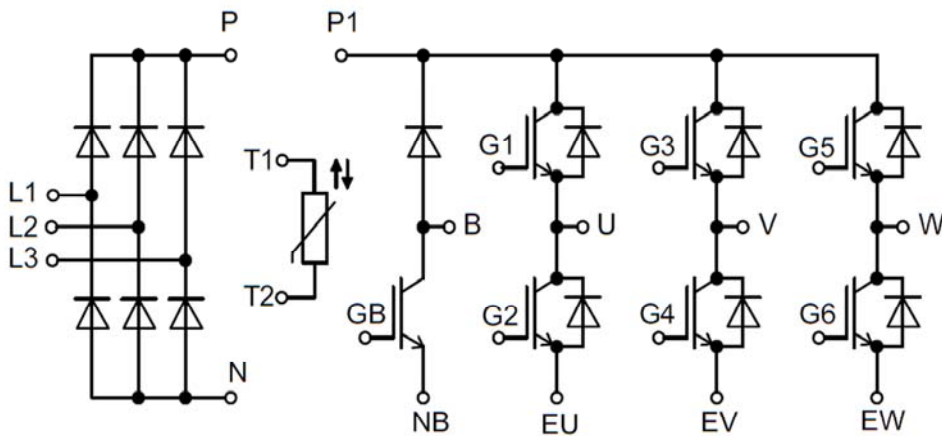 P P1
T1 G1 G3 G5
L1
L2 B U V W
L3
T2 GB G2 G4 G6
N
NB EU EV EW